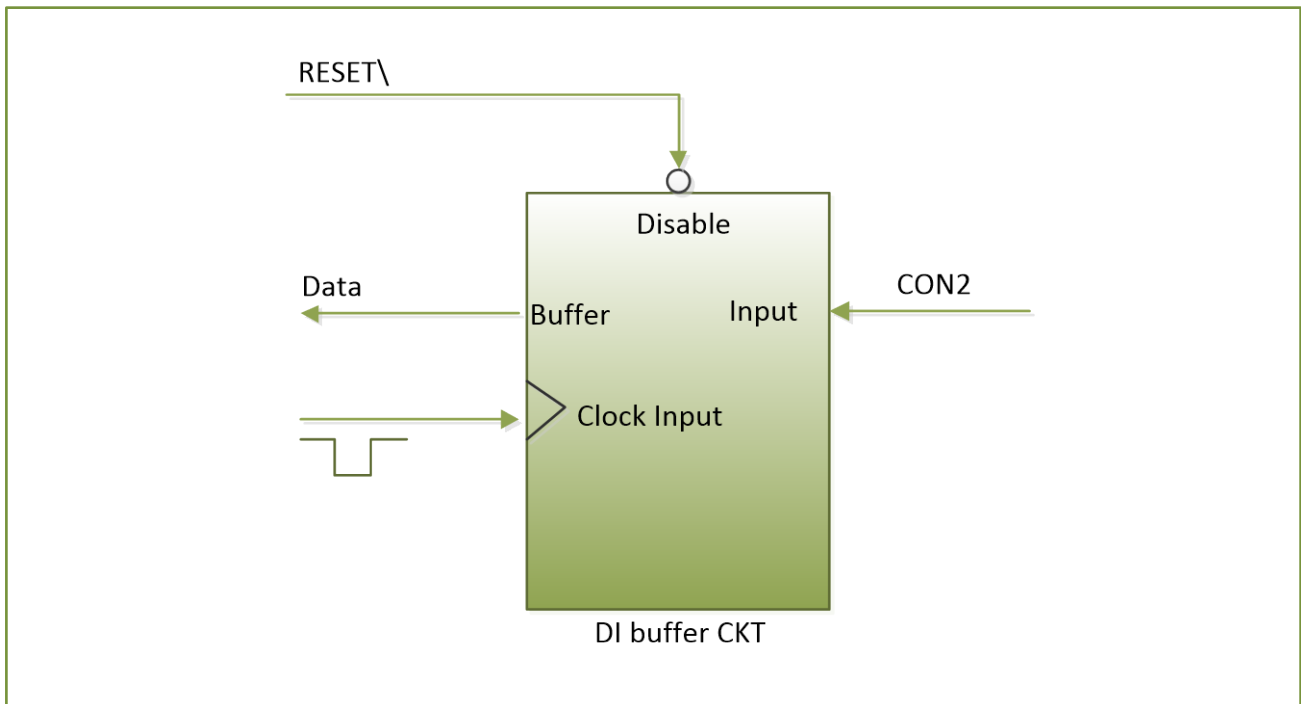 RESET\
Disable
Data
CON2
Buffer
Input
Clock Input
DI buffer CKT